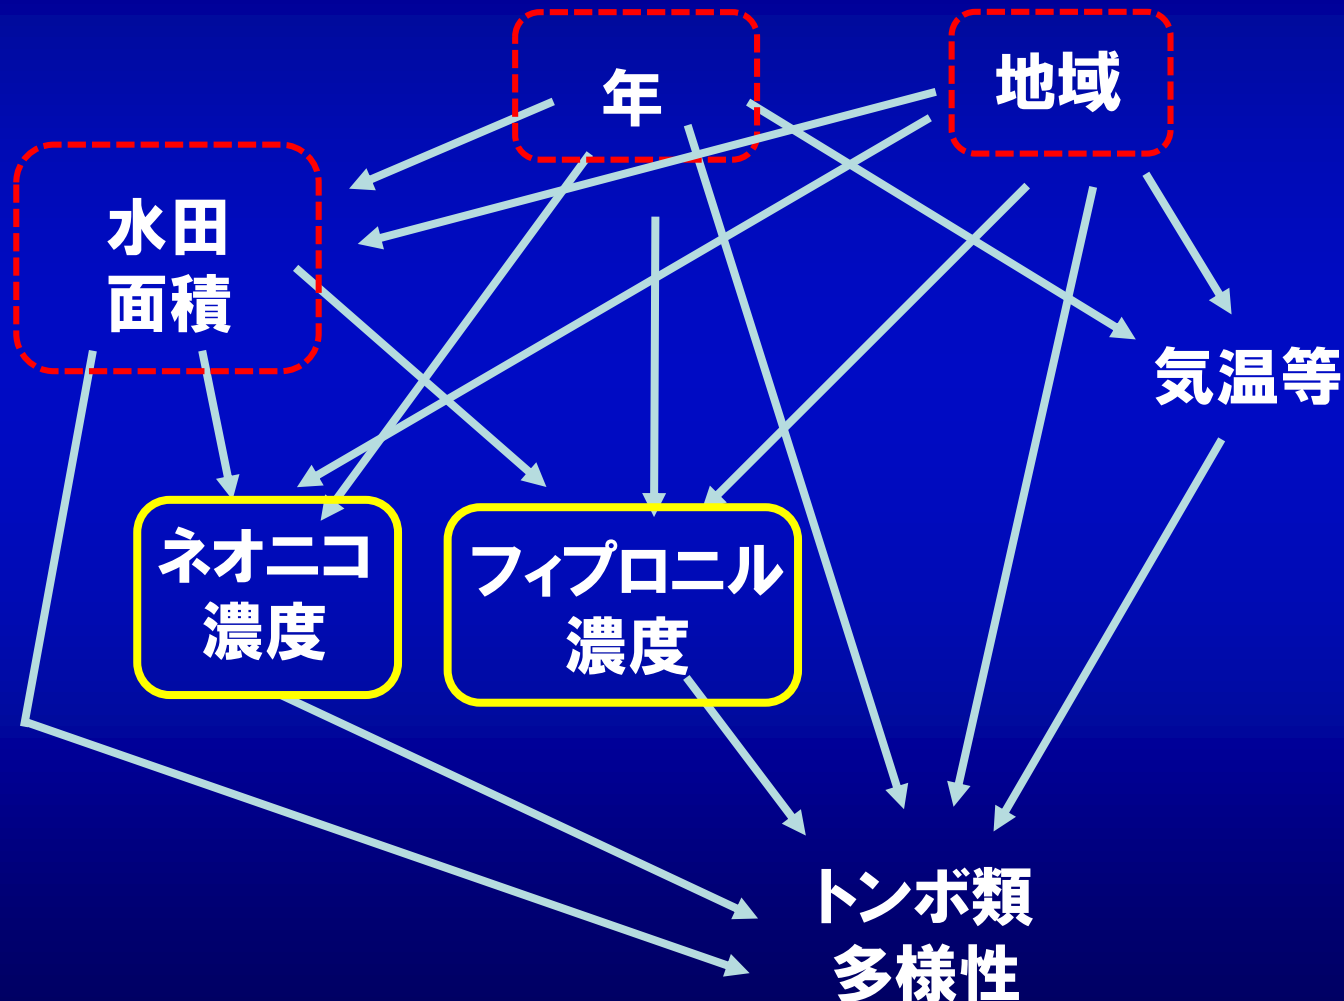 年
地域
水田
面積
気温等
ネオニコ
濃度
フィプロニル
濃度
トンボ類
多様性